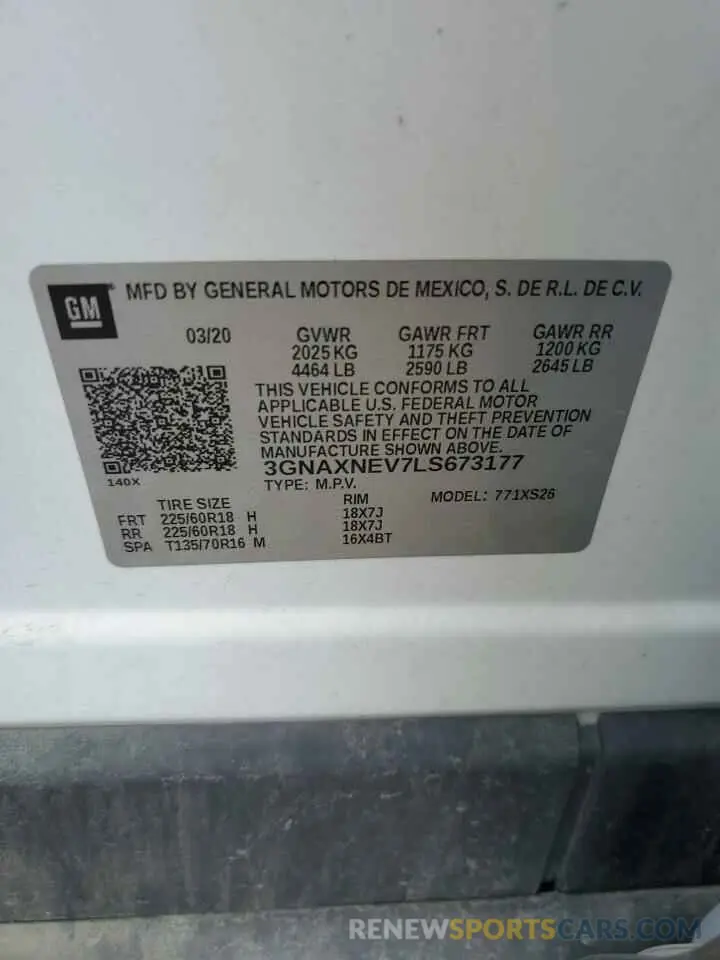 GM
MFD BY GENERAL MOTORS DE MEXICO, S. DE R.L. DE C.V.
03/20 GVWR GAWR FRT GAWR RR
2025 KG 1175 KG 1200 KG
4464 LB 2590 LB 2645 LB
THIS VEHICLE CONFORMS TO ALL
APPLICABLE U.S. FEDERAL MOTOR
VEHICLE SAFETY AND THEFT PREVENTION
STANDARDS IN EFFECT ON THE DATE OF
MANUFACTURE SHOWN ABOVE.
3GNAXNEV7LS673177
140X
TYPE: M.P.V. MODEL: 771XS26
TIRE SIZE RIM
FRT 225/60R18 H 18X7J
RR 225/60R18 H 18X7J
SPA T135/70R16 M 16X4BT
RENEWSPORTSCARS.COM